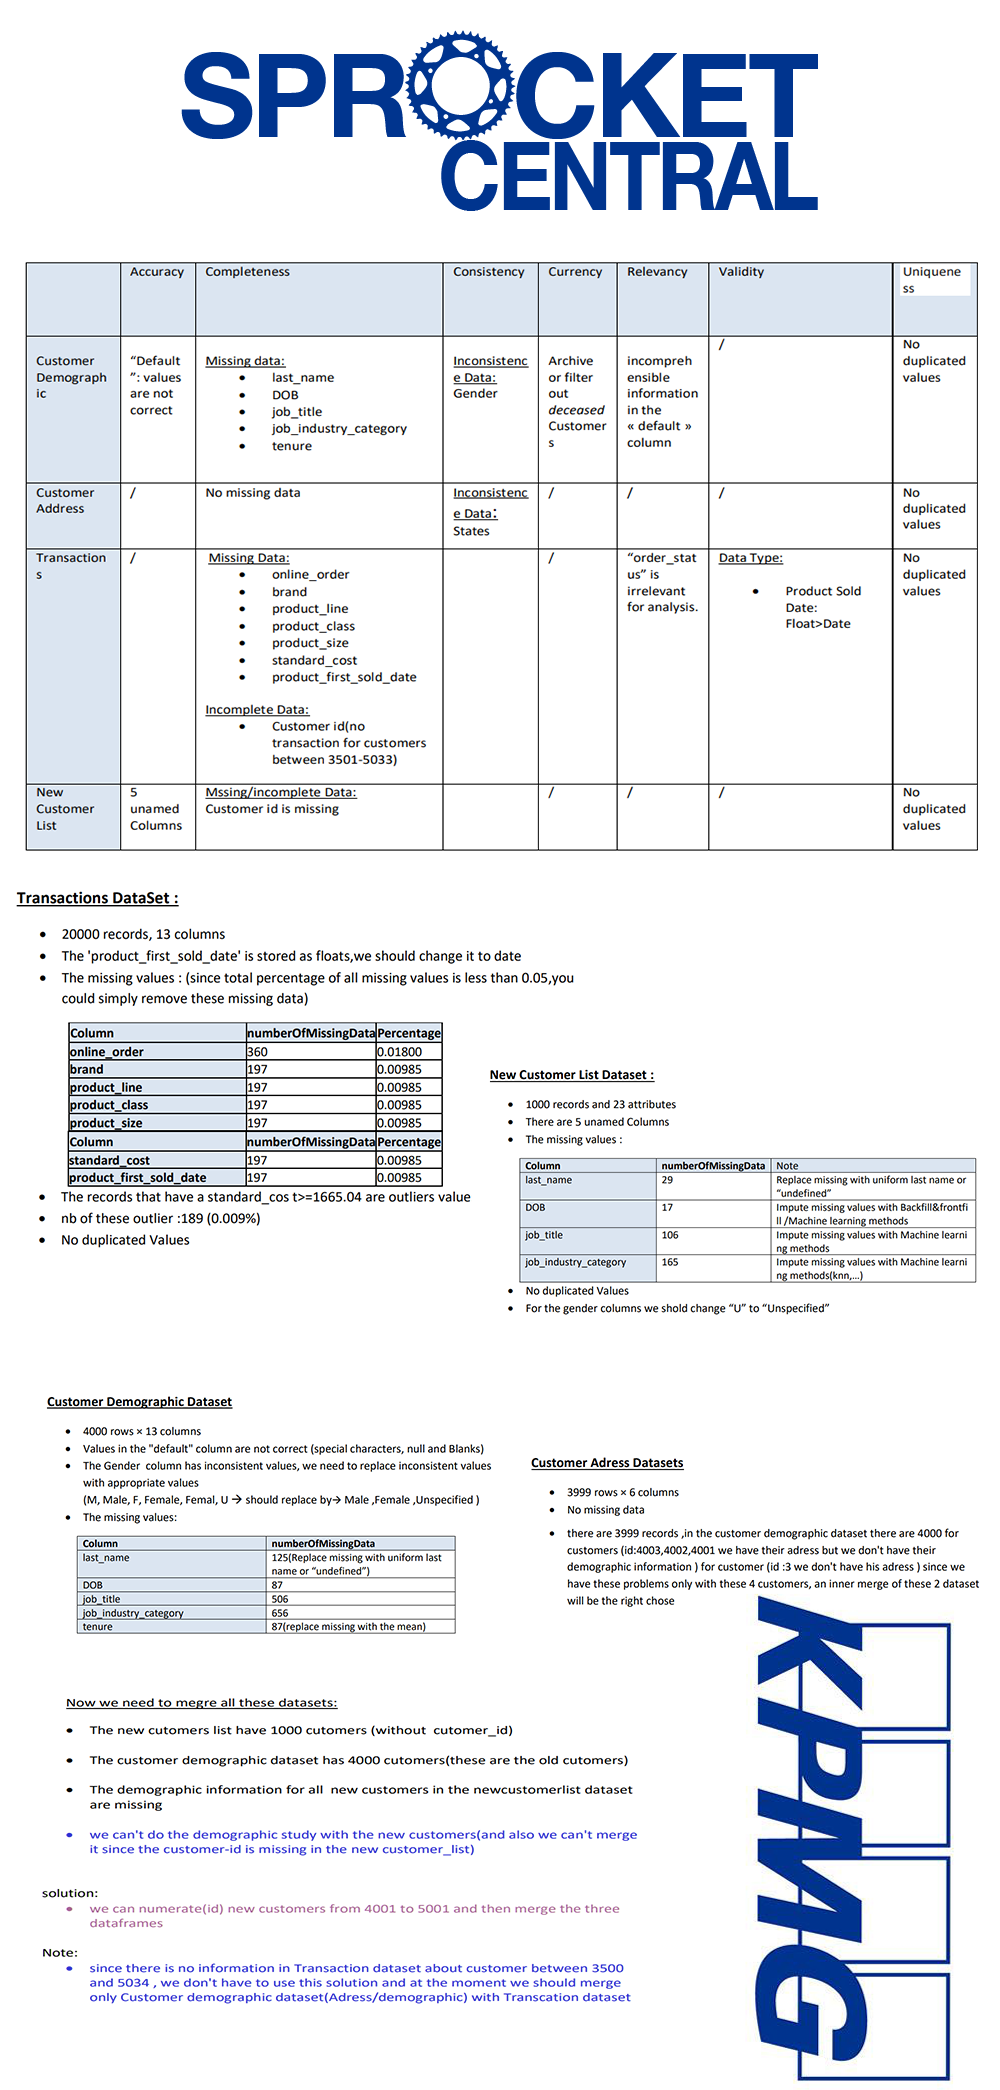 SPROCKET
CENTRAL
Accuracy
Completeness
Consistency
Currency
Relevancy
Validity
Uniquene
ss
Customer
Demograph
ic
“Default
”: values
are not
correct
Missing data:
• last_name
• DOB
• job_title
• job_industry_category
• tenure
Inconsistenc
e Data:
Gender
Archive
or filter
out
deceased
Customer
s
incompreh
ensible
information
in the
« default »
column
/
No
duplicated
values
Customer
Address
/
No missing data
Inconsistenc
e Data:
States
/
/
/
No
duplicated
values
Transaction
s
/
Missing Data:
• online_order
• brand
• product_line
• product_class
• product_size
• standard_cost
• product_first_sold_date
Incomplete Data:
• Customer id(no
transaction for customers
between 3501-5033)
/
“order_stat
us” is
irrelevant
for analysis.
Data Type:
• Product Sold
Date:
Float>Date
No
duplicated
values
New
Customer
List
5
unamed
Columns
Mssing/incomplete Data:
Customer id is missing
/
/
/
No
duplicated
values
Transactions DataSet :
• 20000 records, 13 columns
• The 'product_first_sold_date' is stored as floats,we should change it to date
• The missing values : (since total percentage of all missing values is less than 0.05,you
could simply remove these missing data)
Column numberOfMissingData Percentage
online_order 360 0.01800
brand 197 0.00985
product_line 197 0.00985
product_class 197 0.00985
product_size 197 0.00985
Column numberOfMissingData Percentage
standard_cost 197 0.00985
product_first_sold_date 197 0.00985
• The records that have a standard_cos t>=1665.04 are outliers value
• nb of these outlier :189 (0.009%)
• No duplicated Values
New Customer List Dataset :
• 1000 records and 23 attributes
• There are 5 unamed Columns
• The missing values :
Column numberOfMissingData Note
last_name 29 Replace missing with uniform last name or
“undefined”
DOB 17 Impute missing values with Backfill&frontfi
ll /Machine learning methods
job_title 106 Impute missing values with Machine learni
ng methods
job_industry_category 165 Impute missing values with Machine learni
ng methods(knn,...)
• No duplicated Values
• For the gender columns we shold change “U” to “Unspecified”
Customer Demographic Dataset
• 4000 rows × 13 columns
• Values in the "default" column are not correct (special characters, null and Blanks)
• The Gender column has inconsistent values, we need to replace inconsistent values
with appropriate values
(M, Male, F, Female, Femal, U → should replace by→ Male ,Female ,Unspecified )
• The missing values:
Column numberOfMissingData
last_name 125(Replace missing with uniform last
name or “undefined”)
DOB 87
job_title 506
job_industry_category 656
tenure 87(replace missing with the mean)
Customer Adress Datasets
• 3999 rows × 6 columns
• No missing data
• there are 3999 records ,in the customer demographic dataset there are 4000 for
customers (id:4003,4002,4001 we have their adress but we don't have their
demographic information ) for customer (id :3 we don't have his adress ) since we
have these problems only with these 4 customers, an inner merge of these 2 dataset
will be the right chose
Now we need to megre all these datasets:
• The new cutomers list have 1000 cutomers (without cutomer_id)
• The customer demographic dataset has 4000 cutomers(these are the old cutomers)
• The demographic information for all new customers in the newcustomerlist dataset
are missing
• we can't do the demographic study with the new customers(and also we can't merge
it since the customer-id is missing in the new customer_list)
solution:
• we can numerate(id) new customers from 4001 to 5001 and then merge the three
dataframes
Note:
• since there is no information in Transaction dataset about customer between 3500
and 5034 , we don't have to use this solution and at the moment we should merge
only Customer demographic dataset(Adress/demographic) with Transcation dataset
KPMG